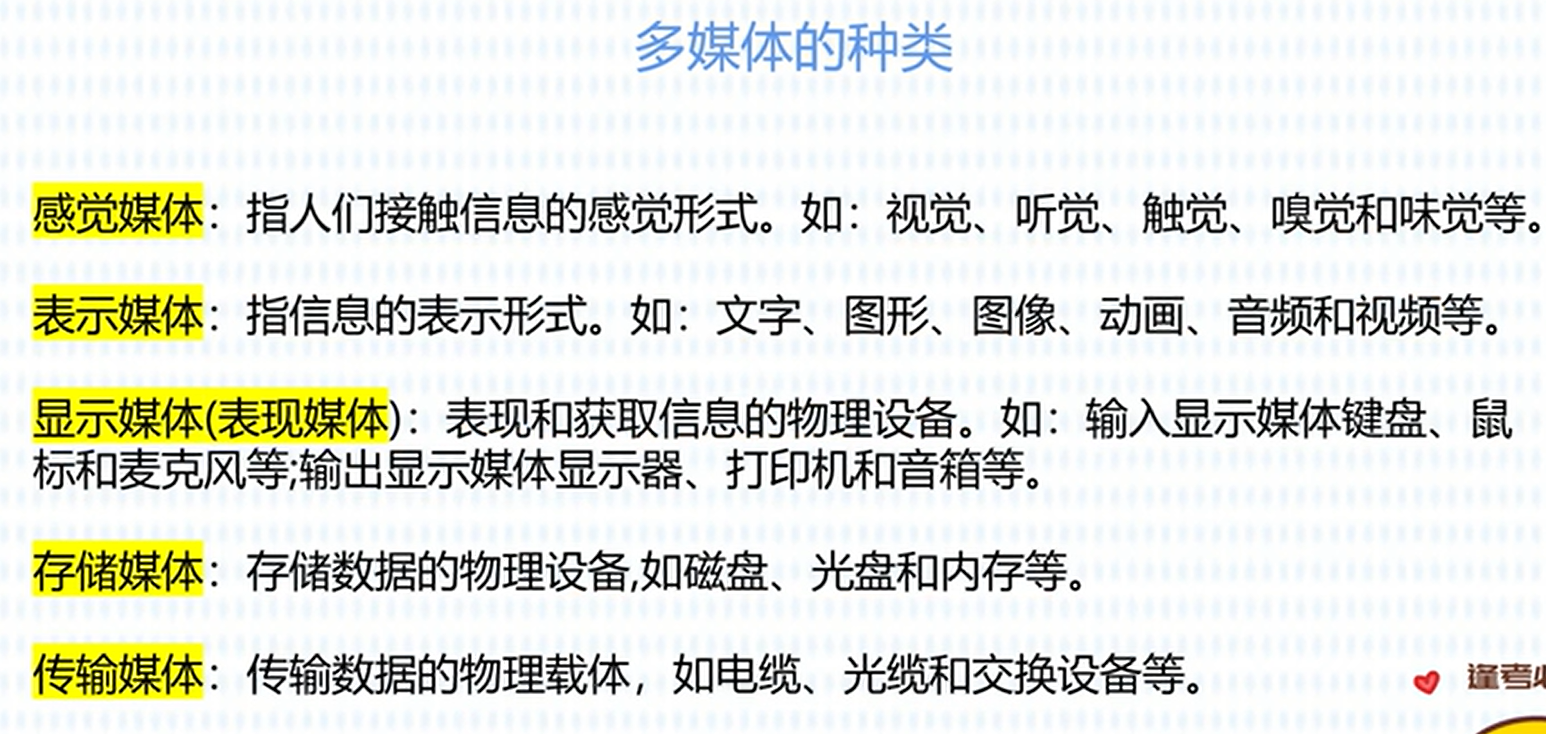 多媒体的种类
感觉媒体：指人们接触信息的感觉形式。如：视觉、听觉、触觉、嗅觉和味觉等。
表示媒体：指信息的表示形式。如：文字、图形、图像、动画、音频和视频等。
显示媒体(表现媒体)：表现和获取信息的物理设备。如：输入显示媒体键盘、鼠
标和麦克风等;输出显示媒体显示器、打印机和音箱等。
存储媒体：存储数据的物理设备,如磁盘、光盘和内存等。
传输媒体：传输数据的物理载体，如电缆、光缆和交换设备等。
逢考